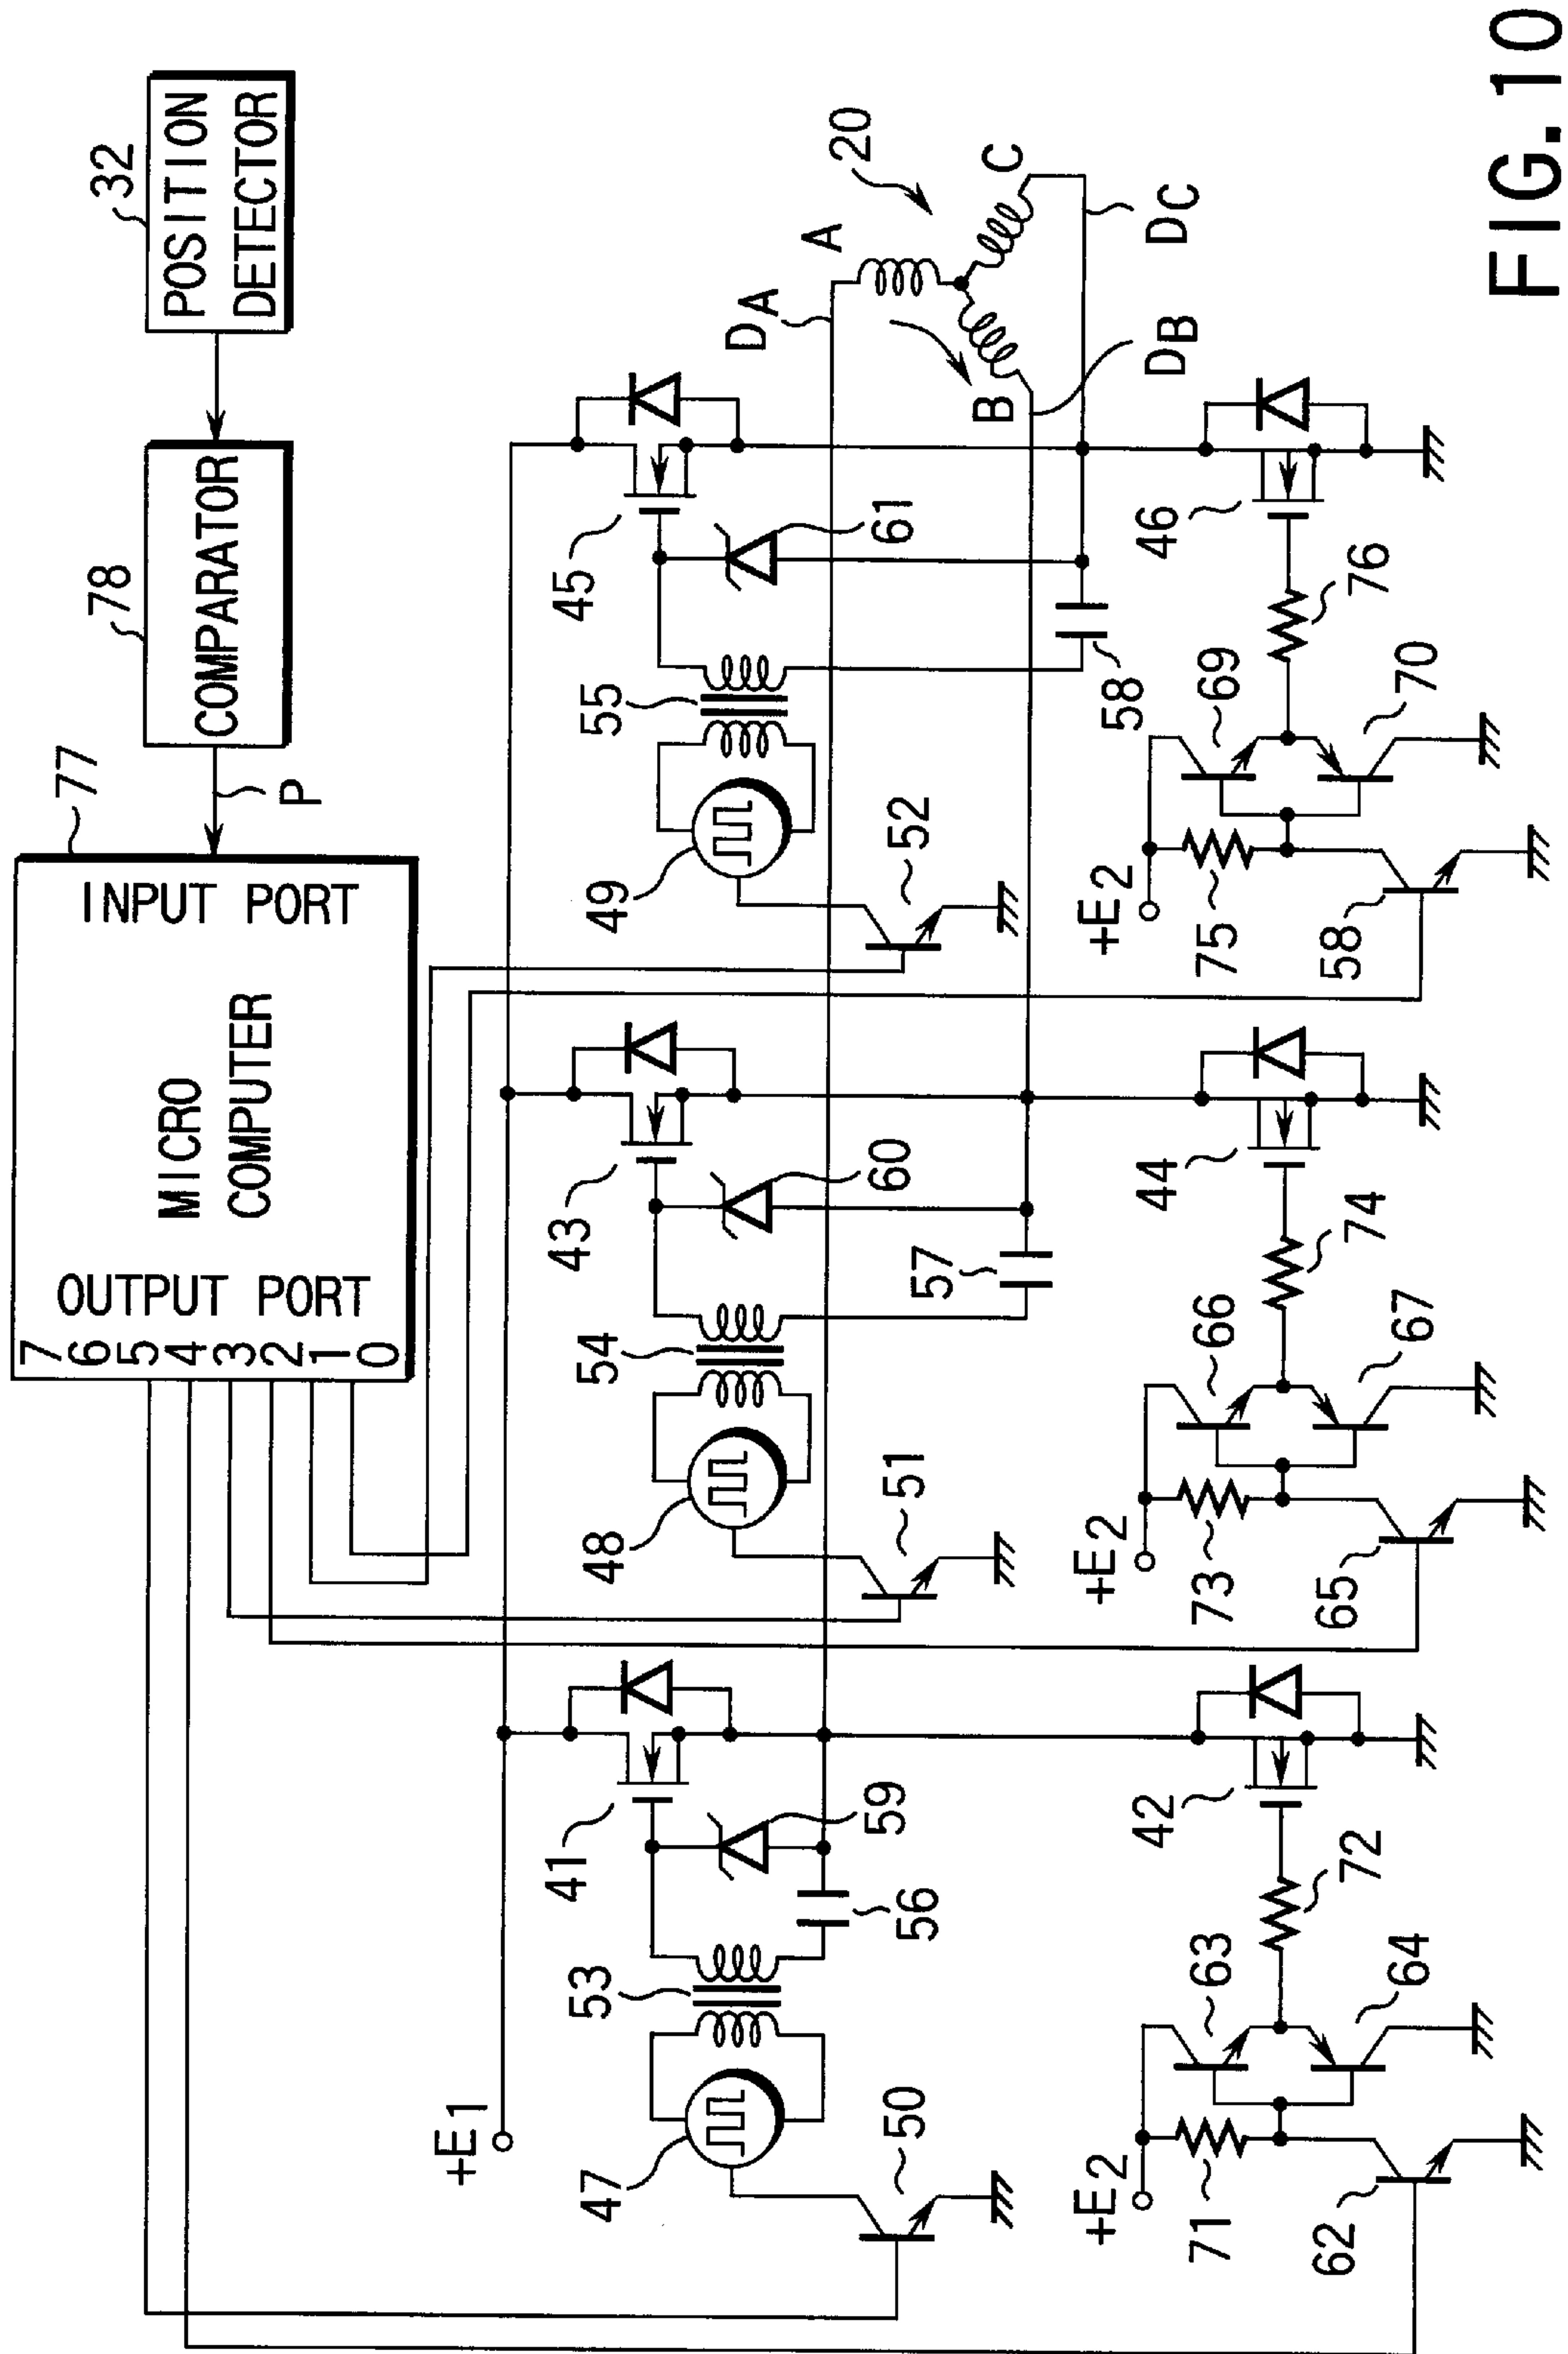 32
POSITION
DETECTOR
78
COMPARATOR
P
77
INPUT PORT
MICRO
COMPUTER
OUTPUT PORT
7
6
5
4
3
2
1
0
+E1
47
50
53
56
59
41
48
51
54
57
60
43
49
52
55
58
61
45
DA
A
20
B
C
DB
DC
+E2
71
62
63
64
72
42
+E2
73
65
66
67
74
44
+E2
75
58
69
70
76
46
FIG.10